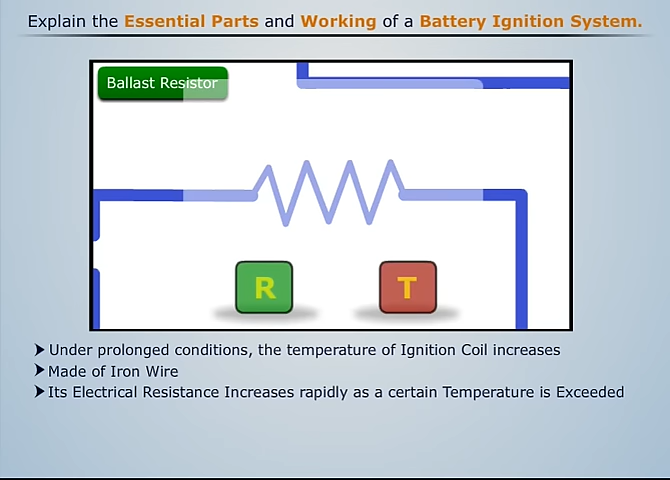 Explain the Essential Parts and Working of a Battery Ignition System.
Ballast Resistor
R T
Under prolonged conditions, the temperature of Ignition Coil increases
Made of Iron Wire
Its Electrical Resistance Increases rapidly as a certain Temperature is Exceeded